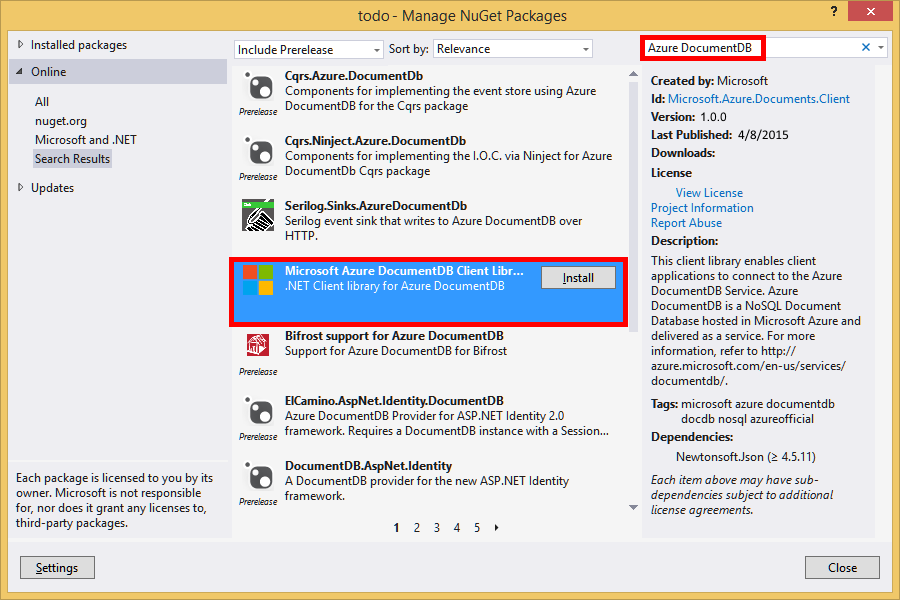 todo - Manage NuGet Packages
?
Installed packages
Online
All
nuget.org
Microsoft and .NET
Search Results
Updates
Each package is licensed to you by its
owner. Microsoft is not responsible
for, nor does it grant any licenses to,
third-party packages.
Settings
Include Prerelease
Sort by:
Relevance
Cqrs.Azure.DocumentDb
Components for implementing the event store using Azure
DocumentDB for the Cqrs package
Prerelease
Cqrs.Ninject.Azure.DocumentDb
Components for implementing the I.O.C. via Ninject for Azure
DocumentDb Cqrs package
Prerelease
Serilog.Sinks.AzureDocumentDb
Serilog event sink that writes to Azure DocumentDB over
HTTP.
Microsoft Azure DocumentDB Client Libr...
.NET Client library for Azure DocumentDB
Install
Bifrost support for Azure DocumentDB
Support for Azure DocumentDB for Bifrost
Prerelease
ElCamino.AspNet.Identity.DocumentDB
Azure DocumentDB Provider for ASP.NET Identity 2.0
framework. Requires a DocumentDB instance with a Session...
Prerelease
DocumentDB.AspNet.Identity
A DocumentDB provider for the new ASP.NET Identity
framework.
Prerelease
1 2 3 4 5
Azure DocumentDB
Created by: Microsoft
Id: Microsoft.Azure.Documents.Client
Version: 1.0.0
Last Published: 4/8/2015
Downloads:
License
View License
Project Information
Report Abuse
Description:
This client library enables client
applications to connect to the Azure
DocumentDB Service. Azure
DocumentDB is a NoSQL Document
Database hosted in Microsoft Azure and
delivered as a service. For more
information, refer to http://
azure.microsoft.com/en-us/services/
documentdb/.
Tags: microsoft azure documentdb
docdb nosql azureofficial
Dependencies:
Newtonsoft.Json (≥ 4.5.11)
Each item above may have sub-
dependencies subject to additional
license agreements.
Close